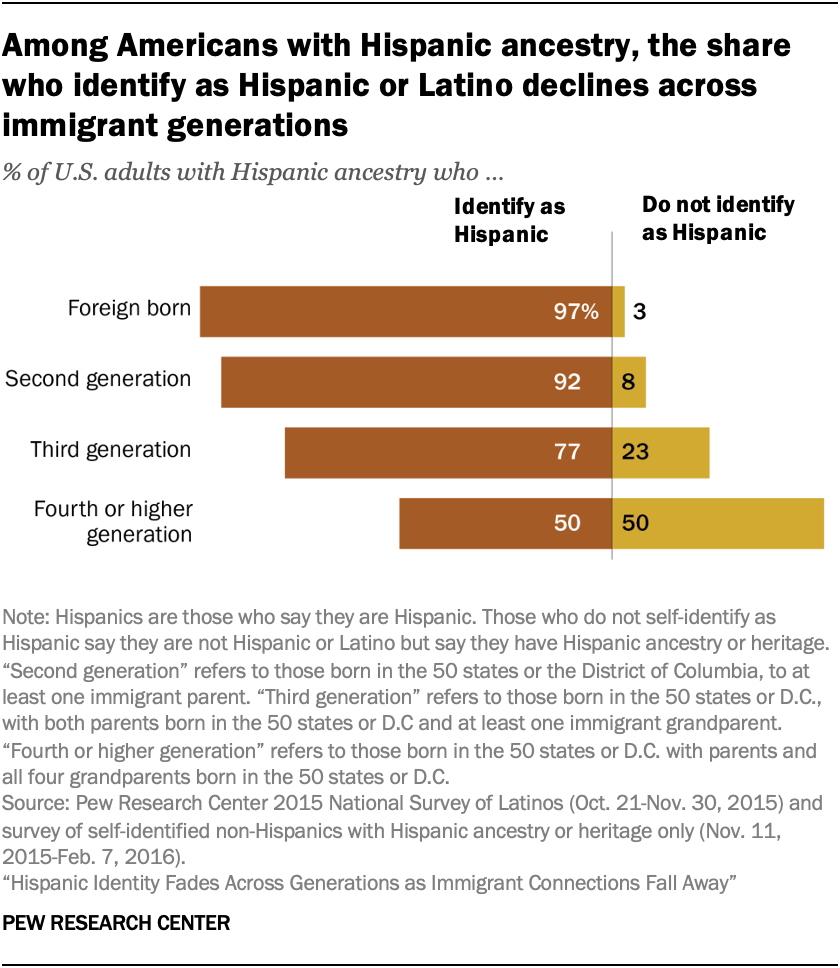 Among Americans with Hispanic ancestry, the share
who identify as Hispanic or Latino declines across
immigrant generations
% of U.S. adults with Hispanic ancestry who ...
Identify as
Hispanic
Do not identify
as Hispanic
Foreign born 97% 3
Second generation 92 8
Third generation 77 23
Fourth or higher
generation 50 50
Note: Hispanics are those who say they are Hispanic. Those who do not self-identify as
Hispanic say they are not Hispanic or Latino but say they have Hispanic ancestry or heritage.
“Second generation” refers to those born in the 50 states or the District of Columbia, to at
least one immigrant parent. “Third generation” refers to those born in the 50 states or D.C.,
with both parents born in the 50 states or D.C and at least one immigrant grandparent.
“Fourth or higher generation” refers to those born in the 50 states or D.C. with parents and
all four grandparents born in the 50 states or D.C.
Source: Pew Research Center 2015 National Survey of Latinos (Oct. 21-Nov. 30, 2015) and
survey of self-identified non-Hispanics with Hispanic ancestry or heritage only (Nov. 11,
2015-Feb. 7, 2016).
“Hispanic Identity Fades Across Generations as Immigrant Connections Fall Away”
PEW RESEARCH CENTER